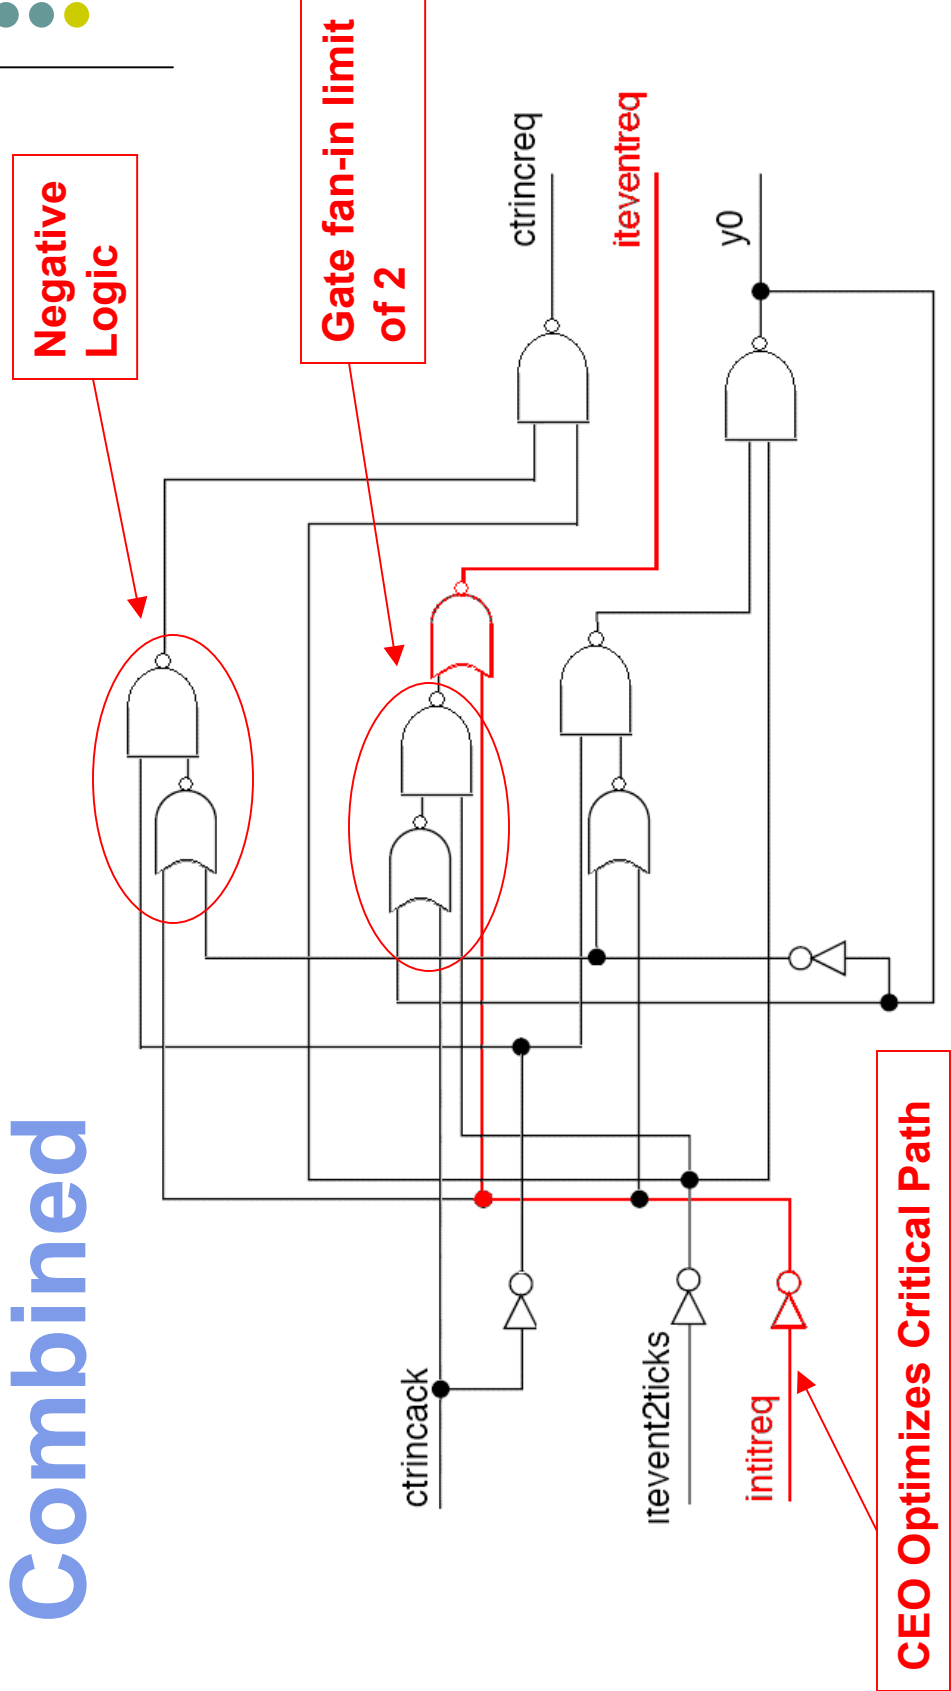 Combined
Negative
Logic
Gate fan-in limit
of 2
ctrincack
itevent2ticks
intitreq
ctrincreq
iteventreq
y0
CEO Optimizes Critical Path